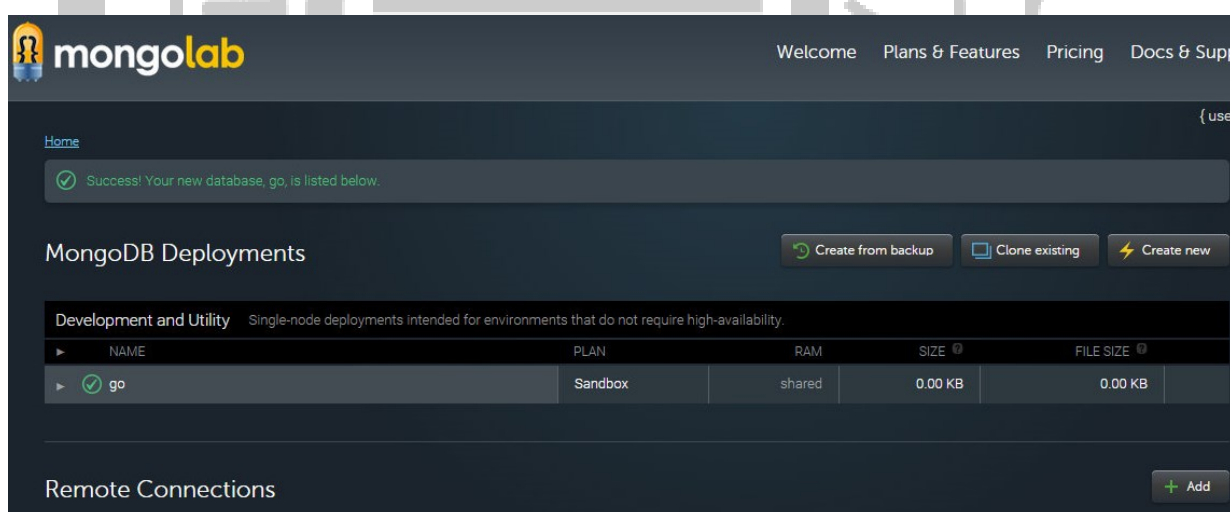 mongolab
Welcome Plans & Features Pricing Docs & Supp
{ use
Home
Success! Your new database, go, is listed below.
MongoDB Deployments
Create from backup Clone existing Create new
Development and Utility Single-node deployments intended for environments that do not require high-availability.
NAME PLAN RAM SIZE FILE SIZE
go Sandbox shared 0.00 KB 0.00 KB
Remote Connections
+ Add